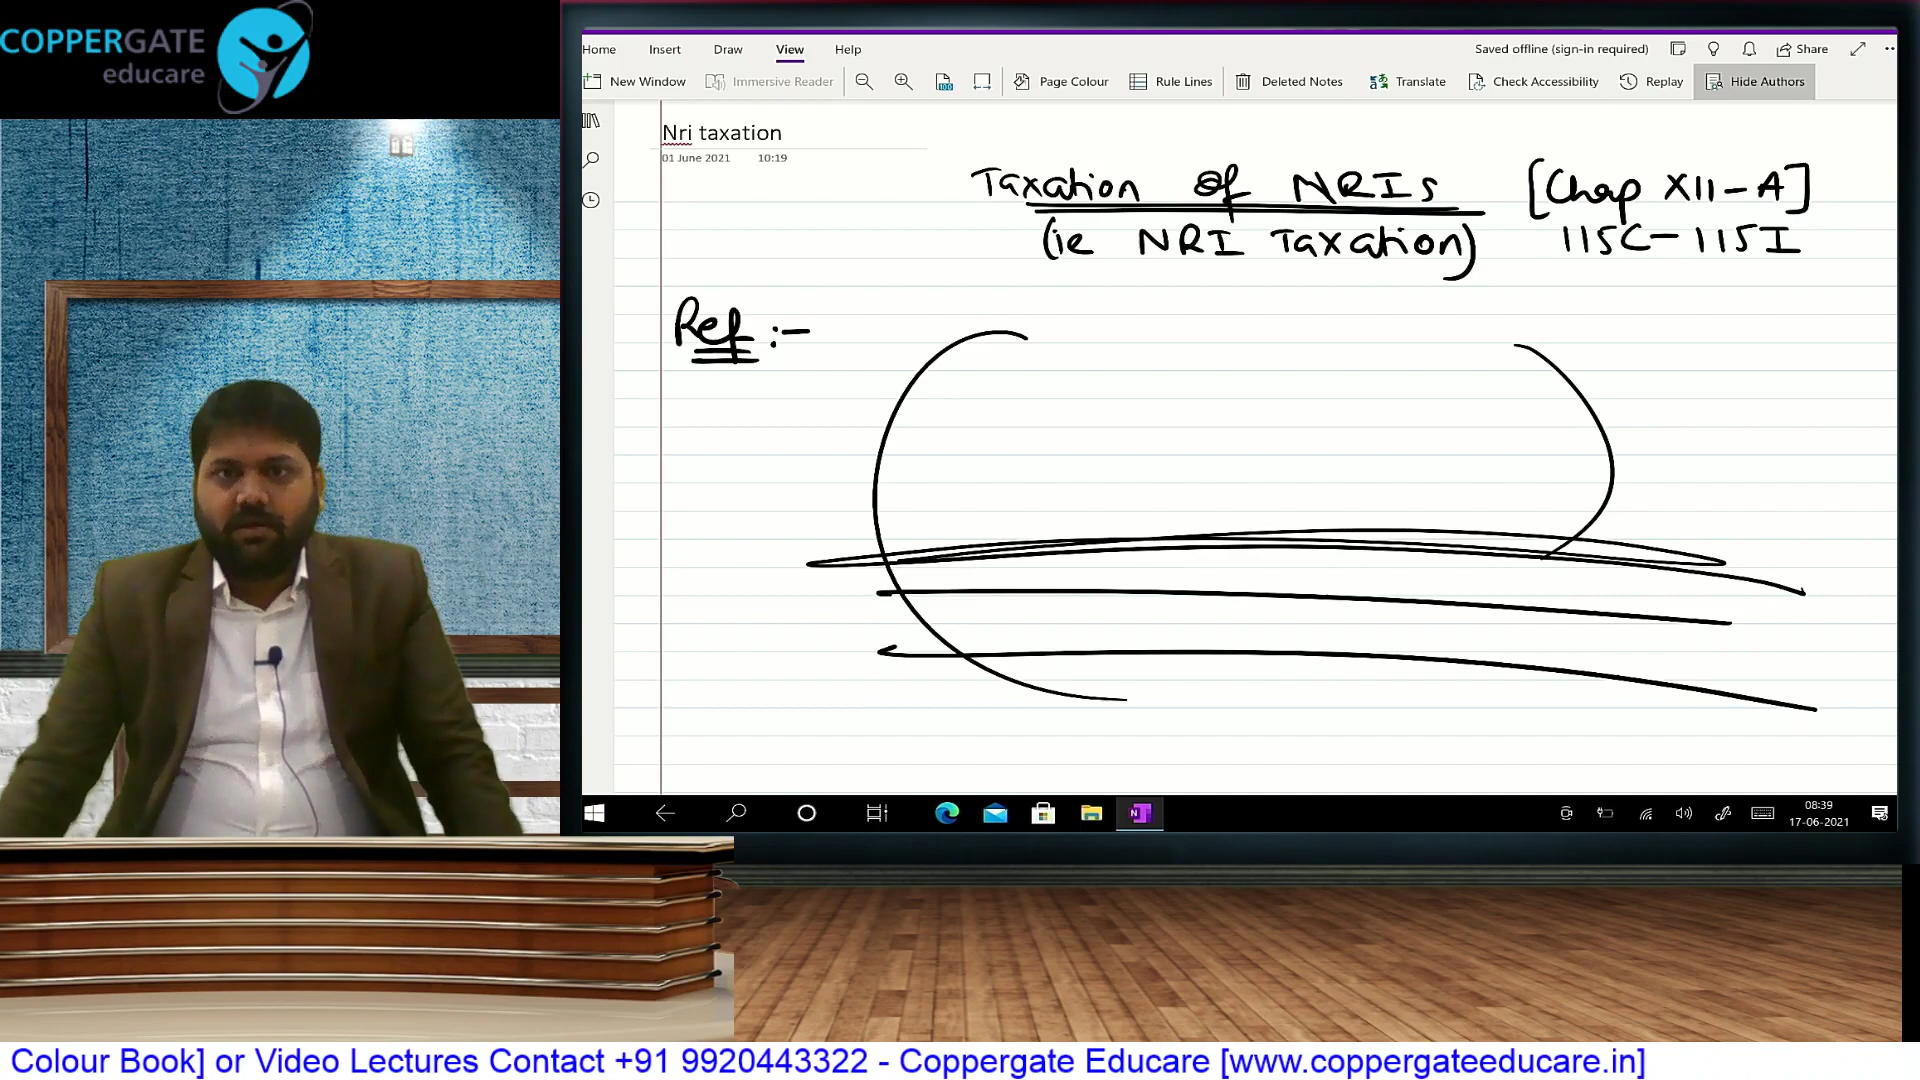 COPPERGATE
educare
Home Insert Draw View Help
Saved offline (sign-in required) Share
New Window Immersive Reader Page Colour Rule Lines Deleted Notes Translate Check Accessibility Replay Hide Authors
Nri taxation
01 June 2021 10:19
Taxation of NRIs [Chap XII-A]
(ie NRI Taxation) 115C-115I
Ref :-
08:39
17-06-2021
Colour Book] or Video Lectures Contact +91 9920443322 - Coppergate Educare [www.coppergateeducare.in]